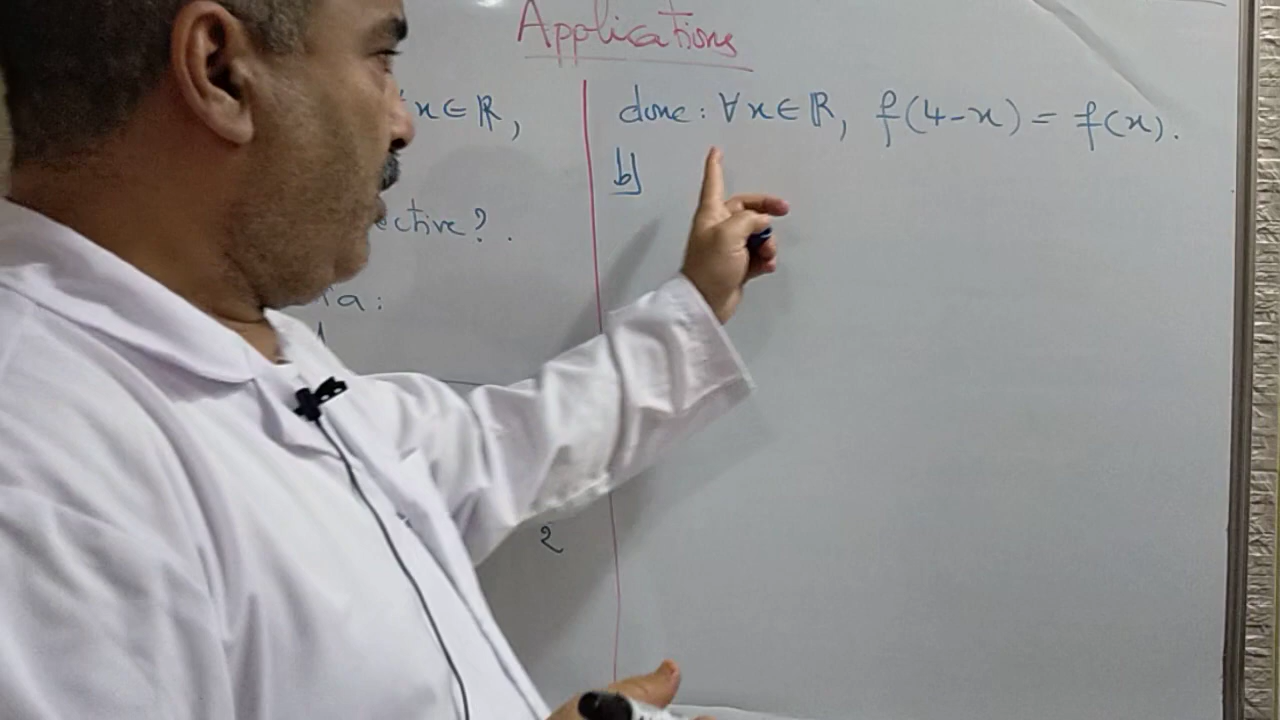 Applications
∀x∈ℝ,
ective?.
a:
2
donc: ∀x∈ℝ, f(4-x) = f(x).
b)